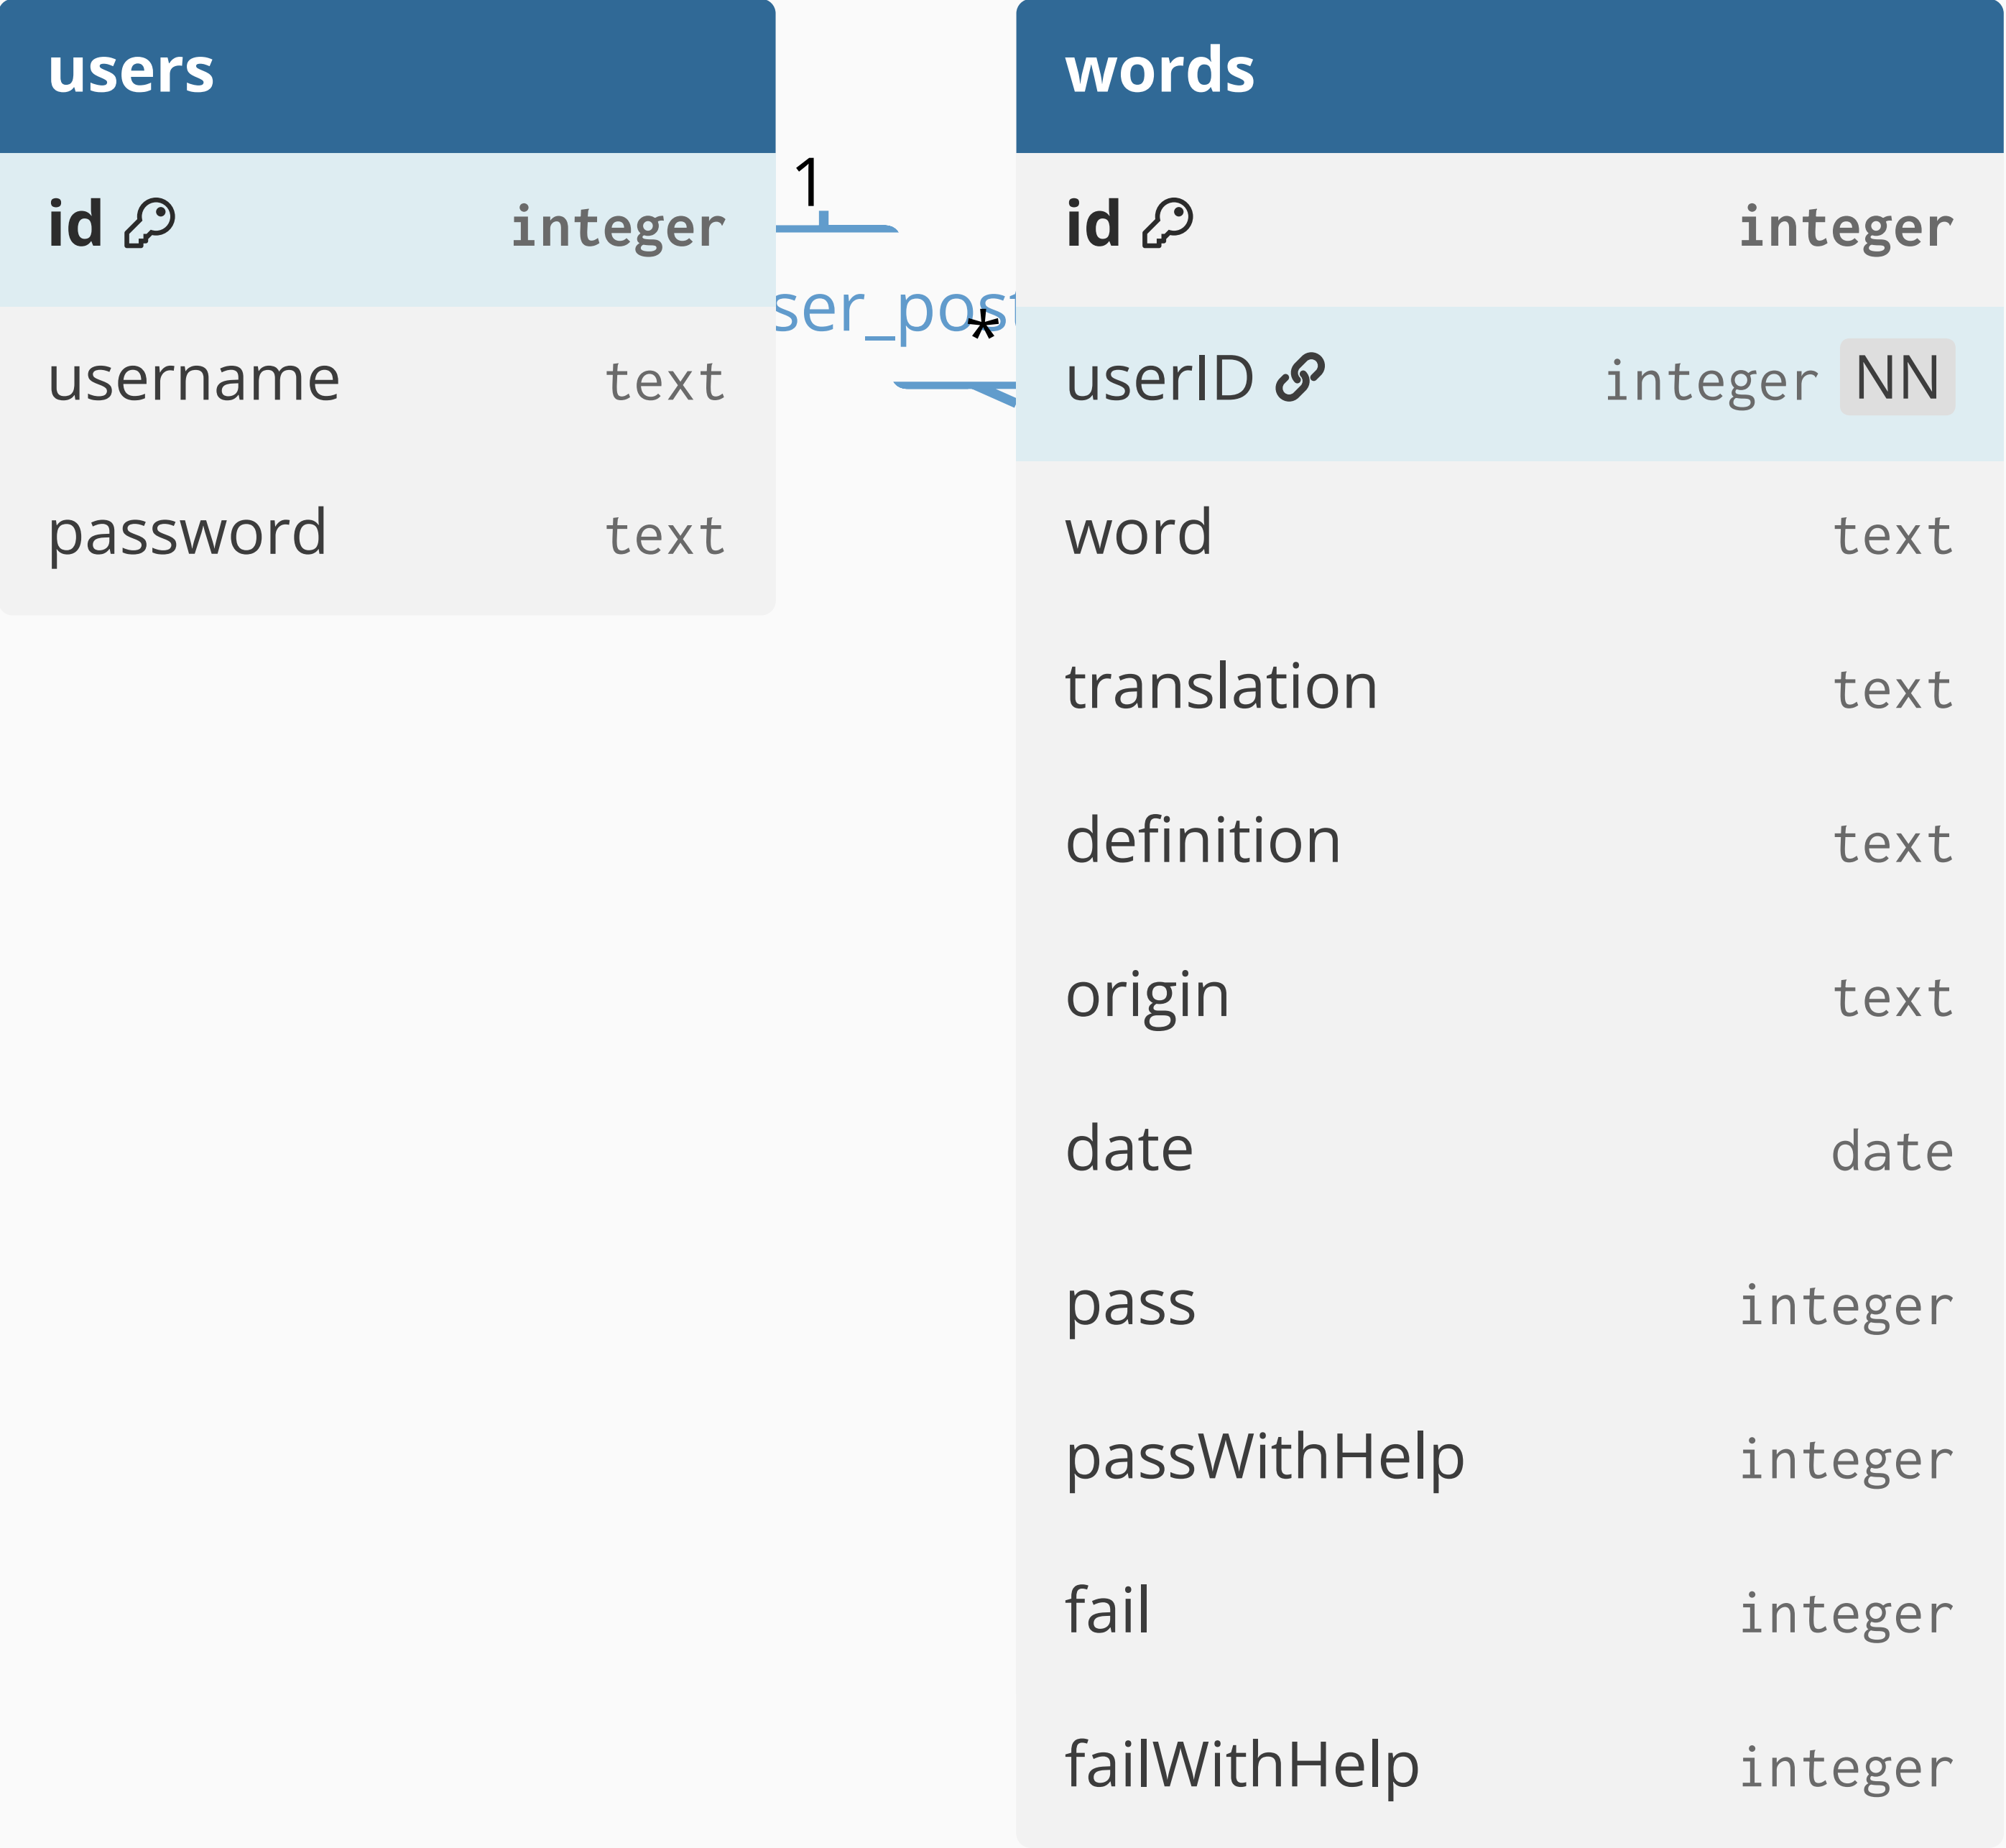 users
id integer
username text
password text
1
ser_pos
*
words
id integer
userID integer NN
word text
translation text
definition text
origin text
date date
pass integer
passWithHelp integer
fail integer
failWithHelp integer